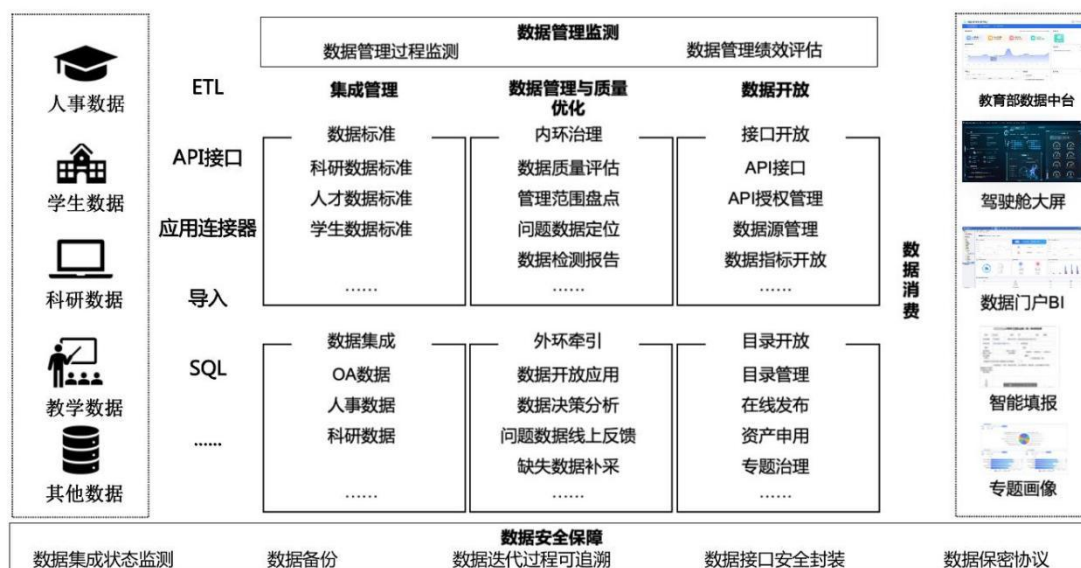 数据管理监测
数据管理过程监测
数据管理绩效评估
人事数据
学生数据
科研数据
教学数据
其他数据
ETL
API接口
应用连接器
导入
SQL
……
集成管理
数据标准
科研数据标准
人才数据标准
学生数据标准
……
数据集成
OA数据
人事数据
科研数据
……
数据管理与质量
优化
内环治理
数据质量评估
管理范围盘点
问题数据定位
数据检测报告
……
外环牵引
数据开放应用
数据决策分析
问题数据线上反馈
缺失数据补采
……
数据开放
接口开放
API接口
API授权管理
数据源管理
数据指标开放
……
目录开放
目录管理
在线发布
资产申用
专题治理
……
数据消费
教育部数据中台
驾驶舱大屏
数据门户BI
智能填报
专题画像
数据安全保障
数据集成状态监测
数据备份
数据迭代过程可追溯
数据接口安全封装
数据保密协议